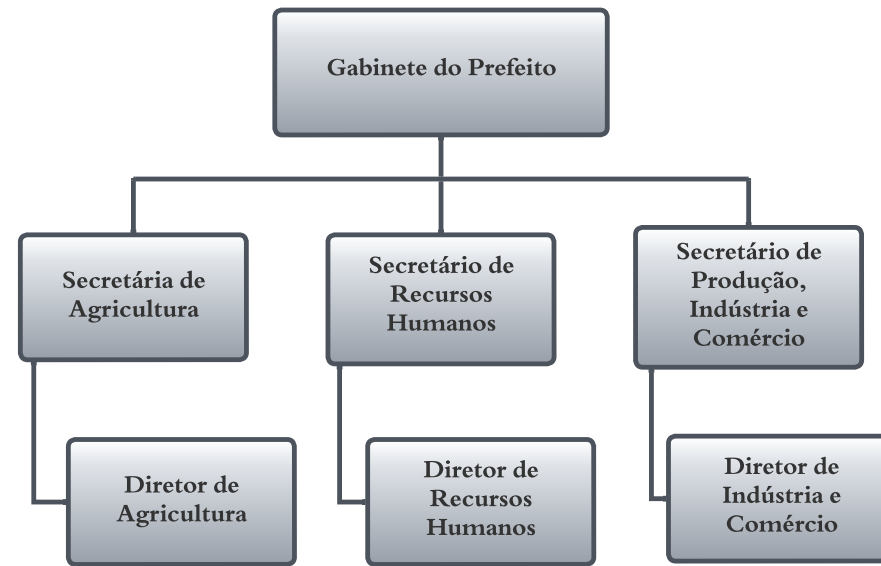 Gabinete do Prefeito
Secretária de
Agricultura
Secretário de
Recursos
Humanos
Secretário de
Produção,
Indústria e
Comércio
Diretor de
Agricultura
Diretor de
Recursos
Humanos
Diretor de
Indústria e
Comércio